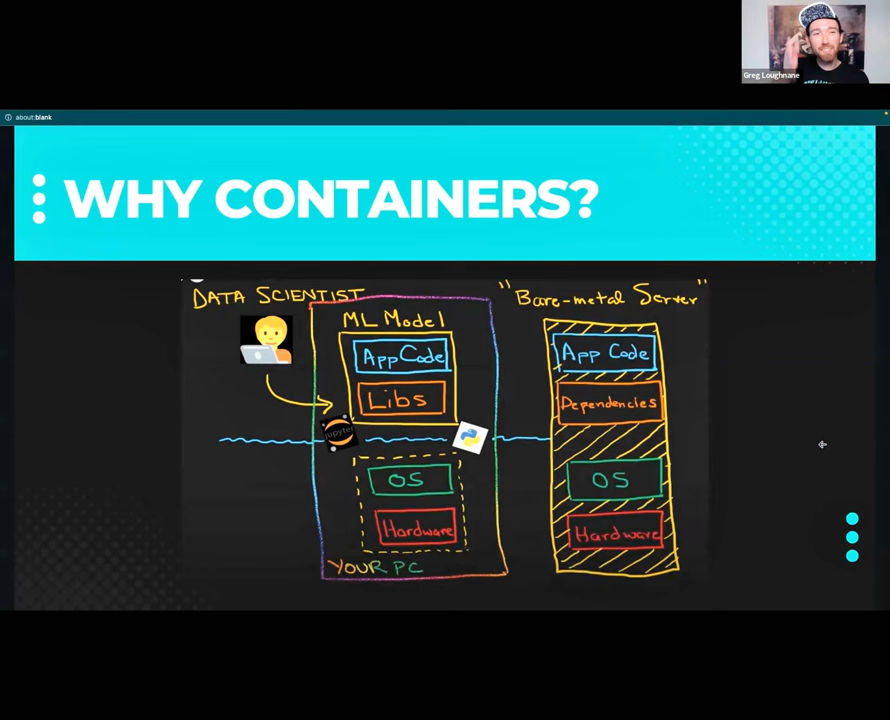 Greg Loughnane
about:blank
WHY CONTAINERS?
DATA SCIENTIST
"Bare-metal Server"
ML Model
App Code
App Code
Libs
Dependencies
jupyter
OS
OS
Hardware
Hardware
YOUR PC